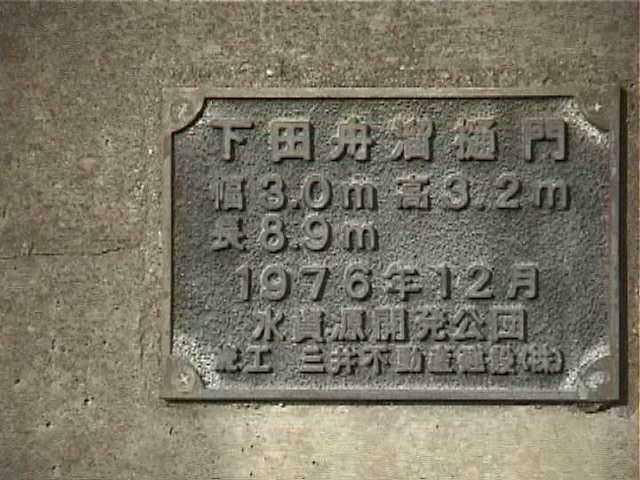 下田舟溜樋門
幅3.0m 高3.2m
長8.9m
1976年12月
水資源開発公団
施工 三井不動産建設(株)